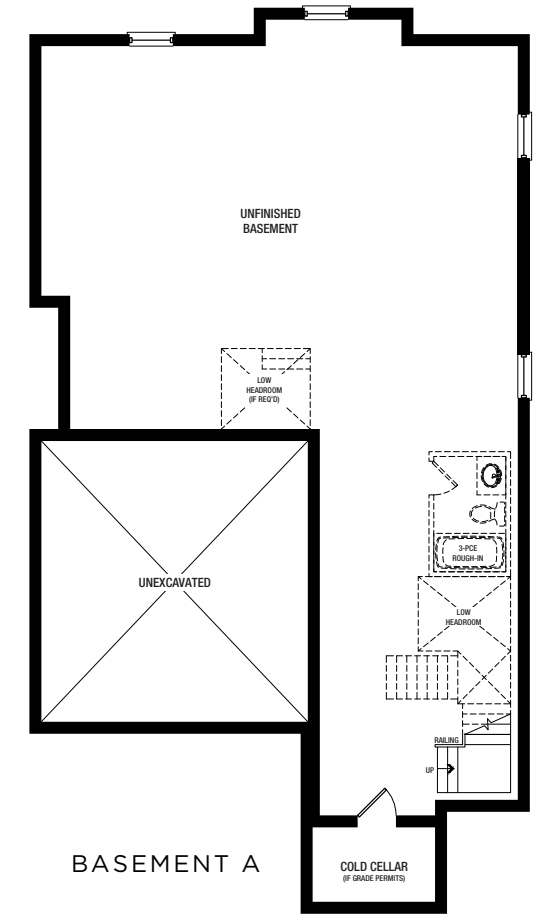 UNFINISHED
BASEMENT
LOW
HEADROOM
(IF REQ'D)
3-PCE
ROUGH-IN
UNEXCAVATED
LOW
HEADROOM
RAILING
UP
BASEMENT A
COLD CELLAR
(IF GRADE PERMITS)